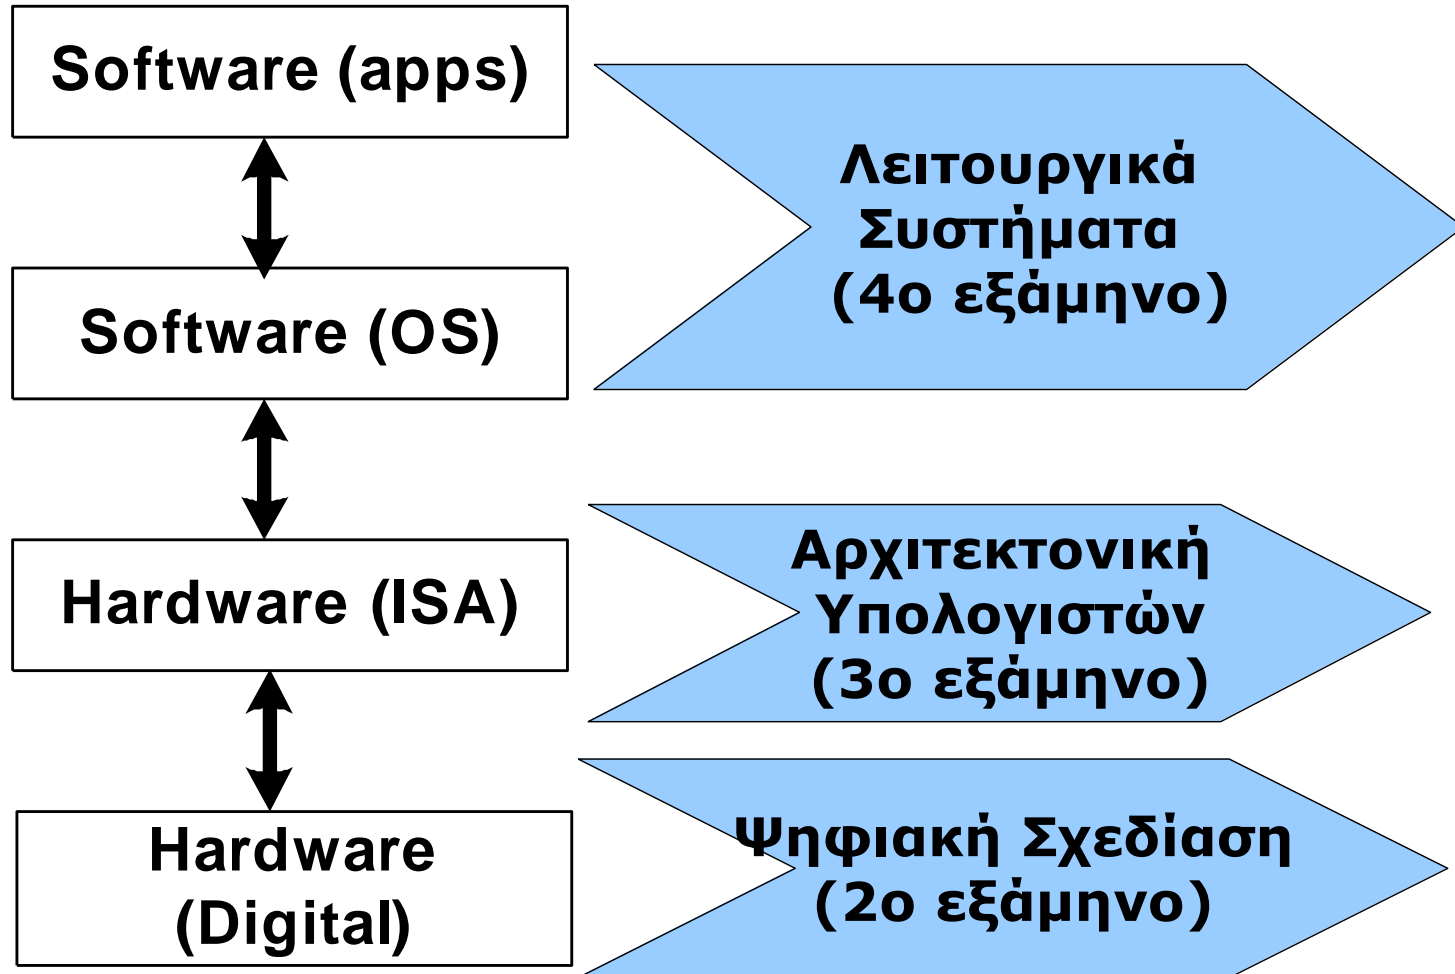 Software (apps)
Λειτουργικά
Συστήματα
(4ο εξάμηνο)
Software (OS)
Hardware (ISA)
Αρχιτεκτονική
Υπολογιστών
(3ο εξάμηνο)
Hardware
(Digital)
Ψηφιακή Σχεδίαση
(2ο εξάμηνο)